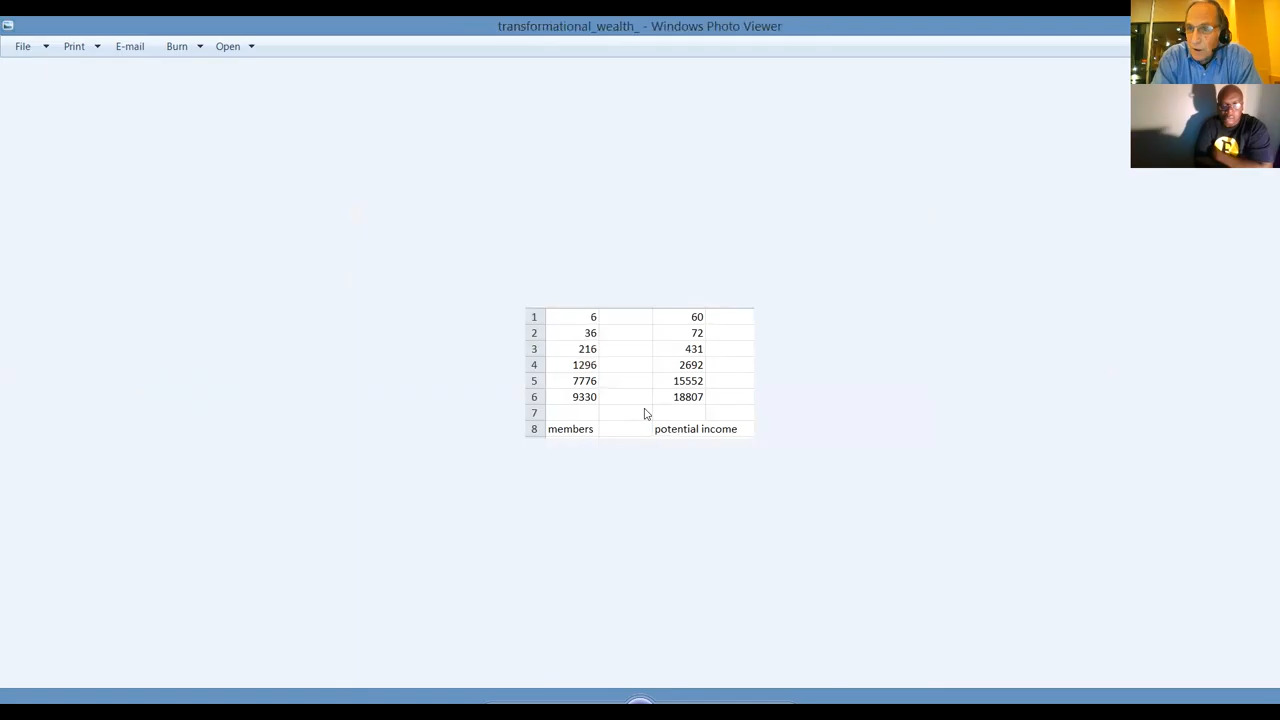 transformational_wealth_ - Windows Photo Viewer
File Print E-mail Burn Open
1 6 60
2 36 72
3 216 431
4 1296 2692
5 7776 15552
6 9330 18807
7
8 members potential income
E